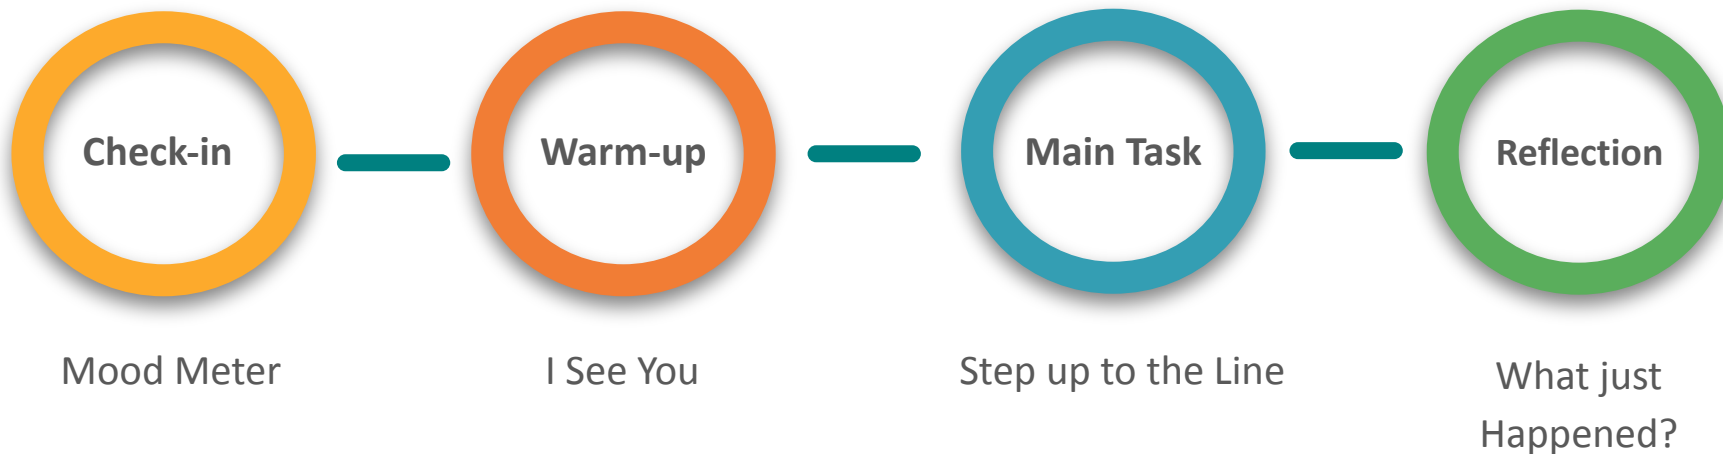 Check-in
Warm-up
Main Task
Reflection
Mood Meter
I See You
Step up to the Line
What just
Happened?